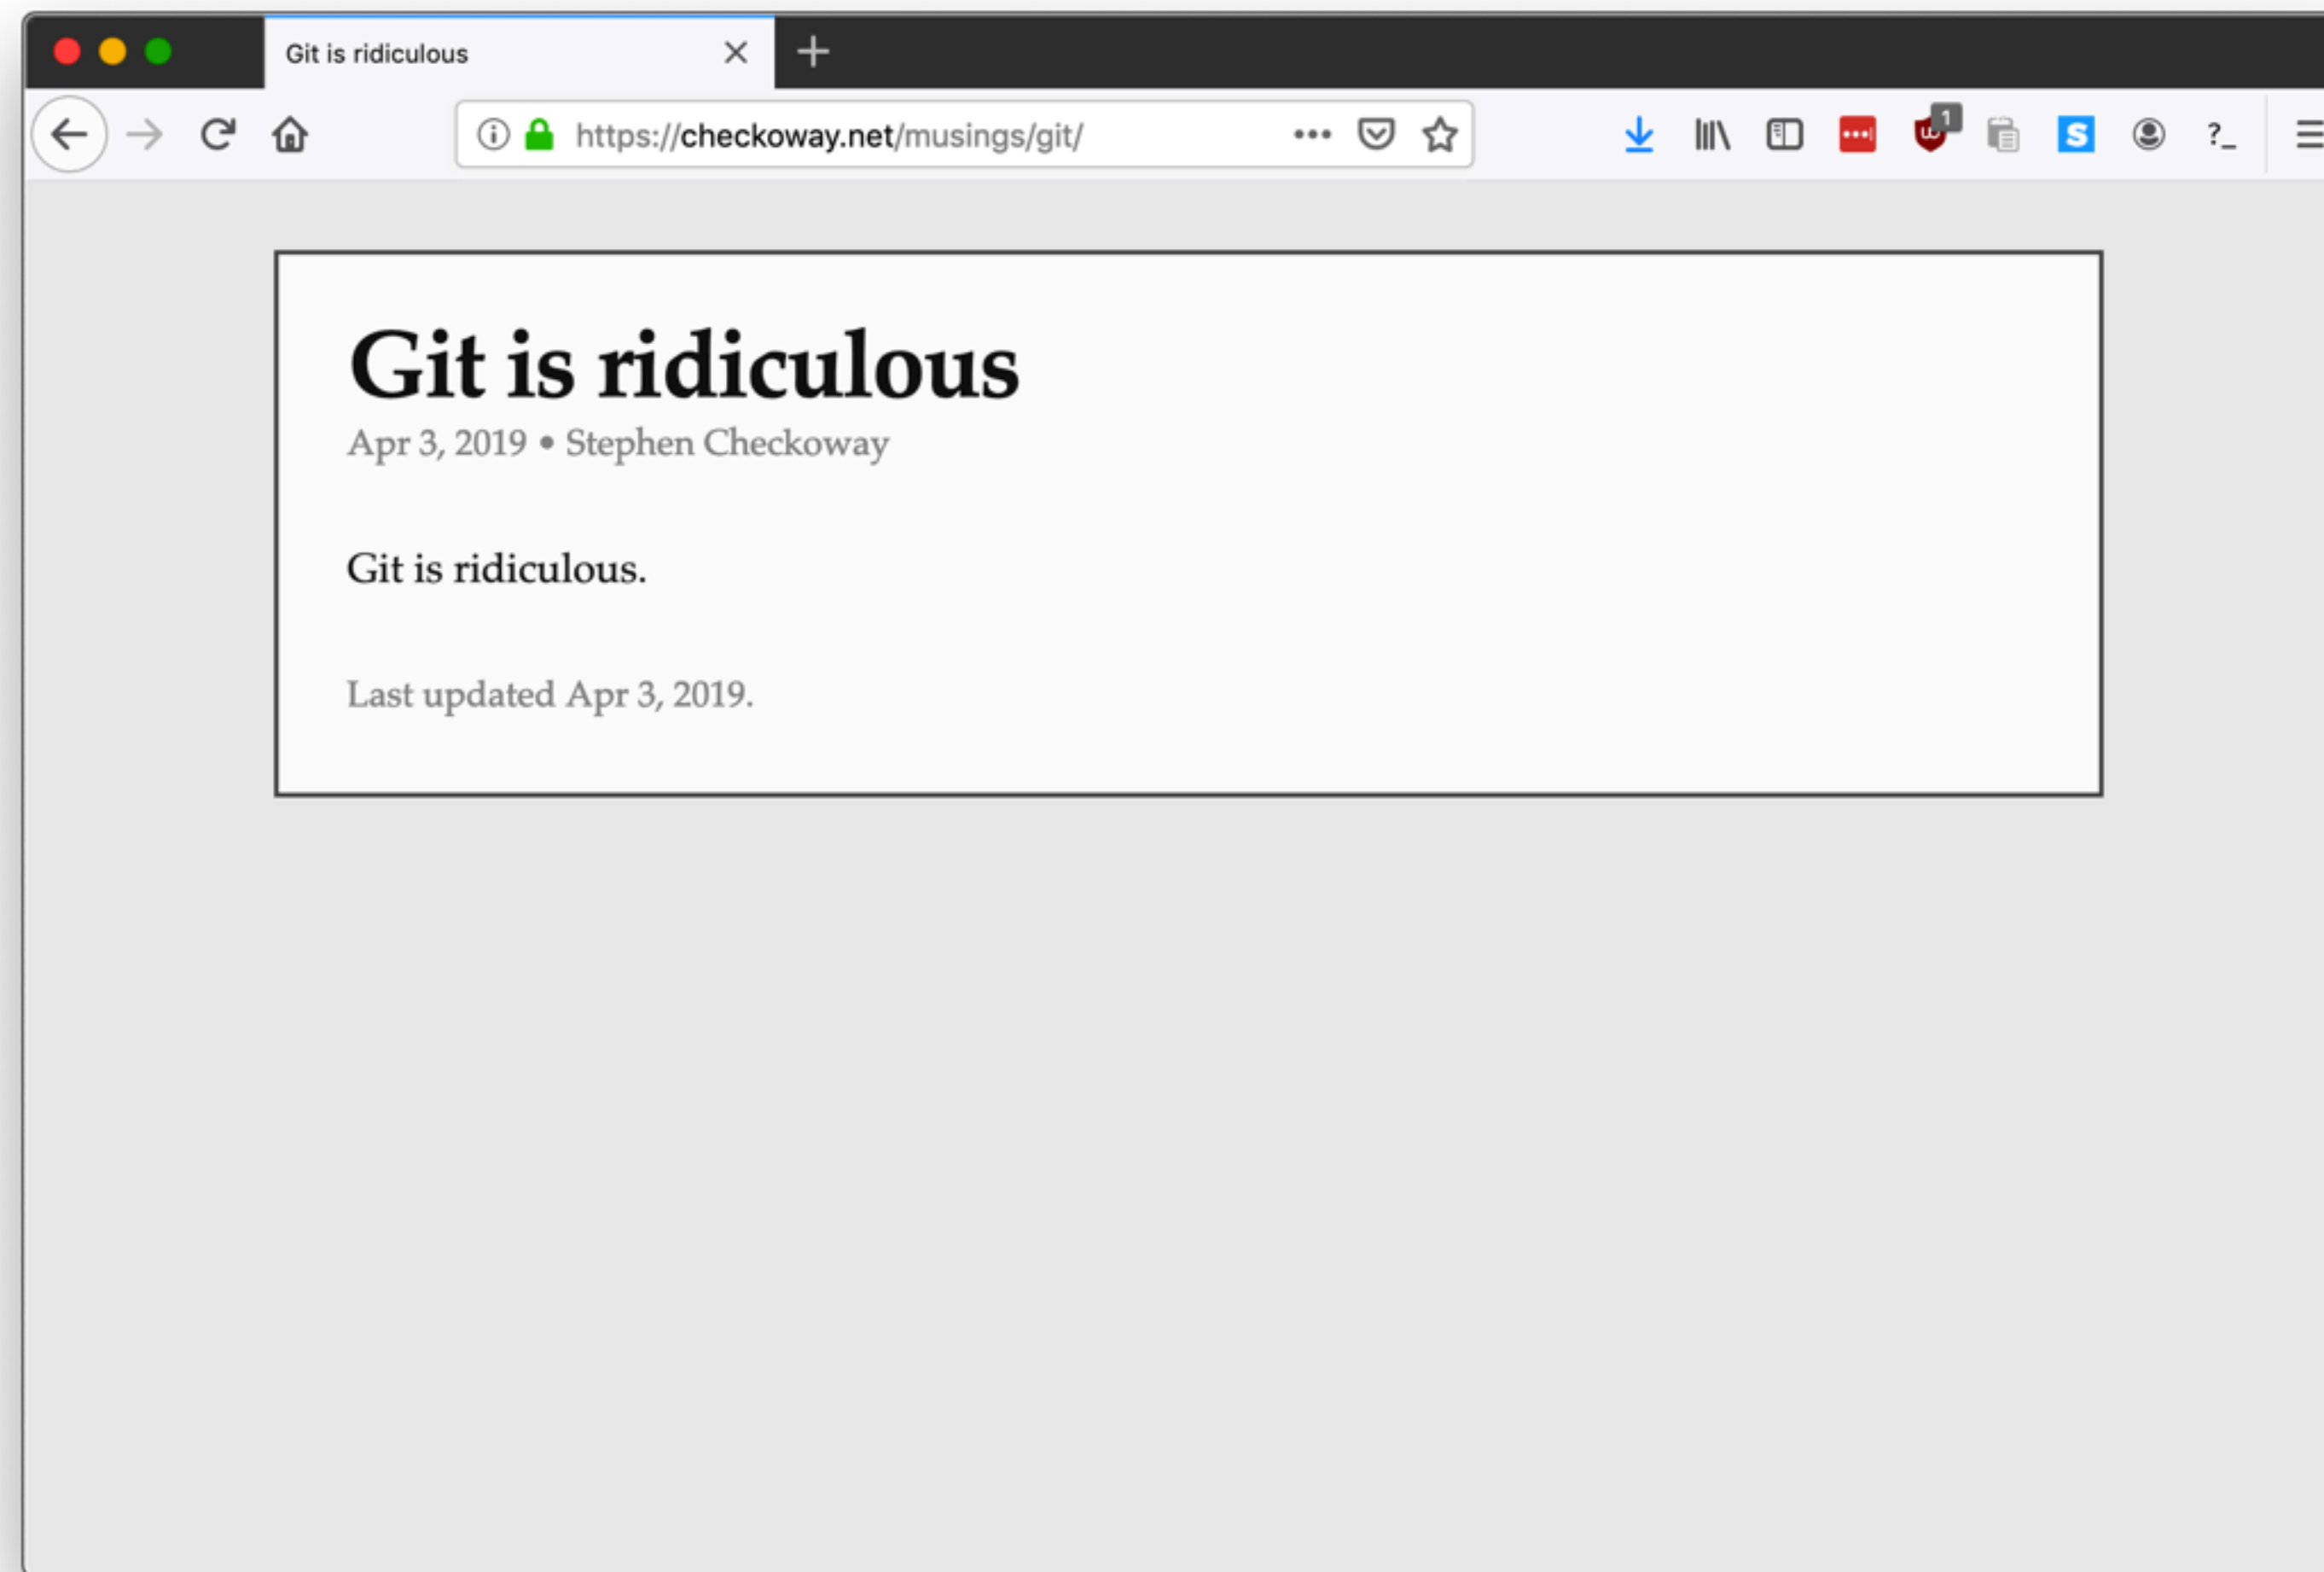 Git is ridiculous
https://checkoway.net/musings/git/
1
S
?_
Git is ridiculous
Apr 3, 2019 • Stephen Checkoway
Git is ridiculous.
Last updated Apr 3, 2019.